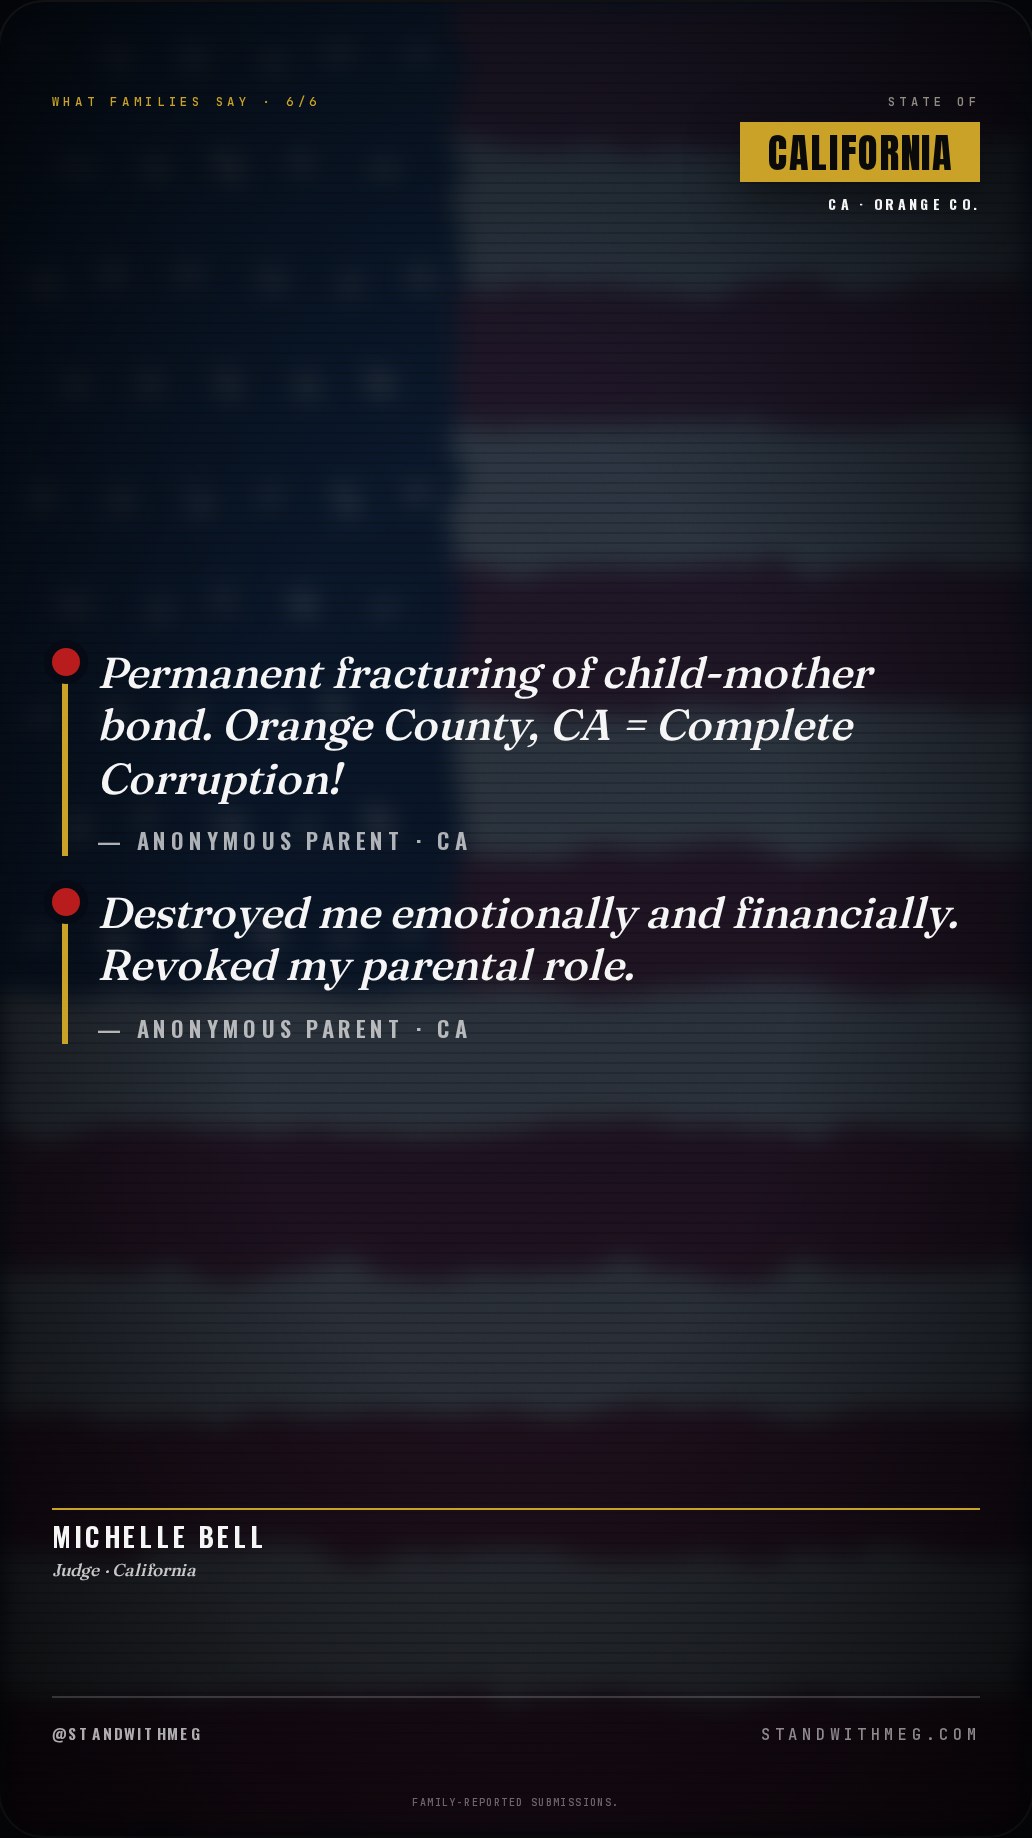 WHAT FAMILIES SAY · 6/6
STATE OF
CALIFORNIA
CA · ORANGE CO.
Permanent fracturing of child-mother
bond. Orange County, CA = Complete
Corruption!
— ANONYMOUS PARENT · CA
Destroyed me emotionally and financially.
Revoked my parental role.
— ANONYMOUS PARENT · CA
MICHELLE BELL
Judge · California
@STANDWITHMEG
STANDWITHMEG.COM
FAMILY-REPORTED SUBMISSIONS.